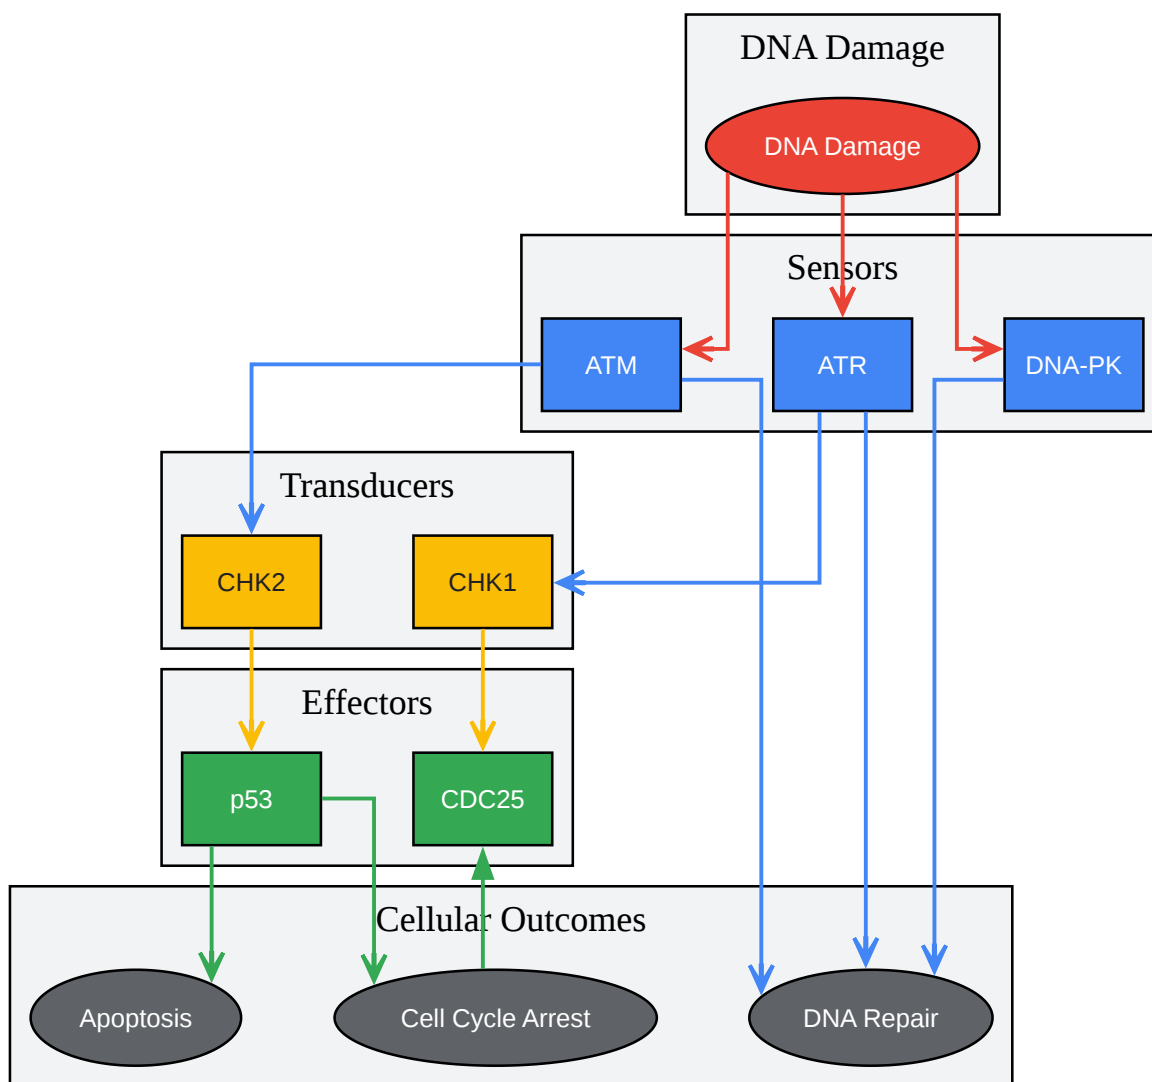 DNA Damage
DNA Damage
Sensors
ATM
ATR
DNA-PK
Transducers
CHK2
CHK1
Effectors
p53
CDC25
Cellular Outcomes
Apoptosis
Cell Cycle Arrest
DNA Repair